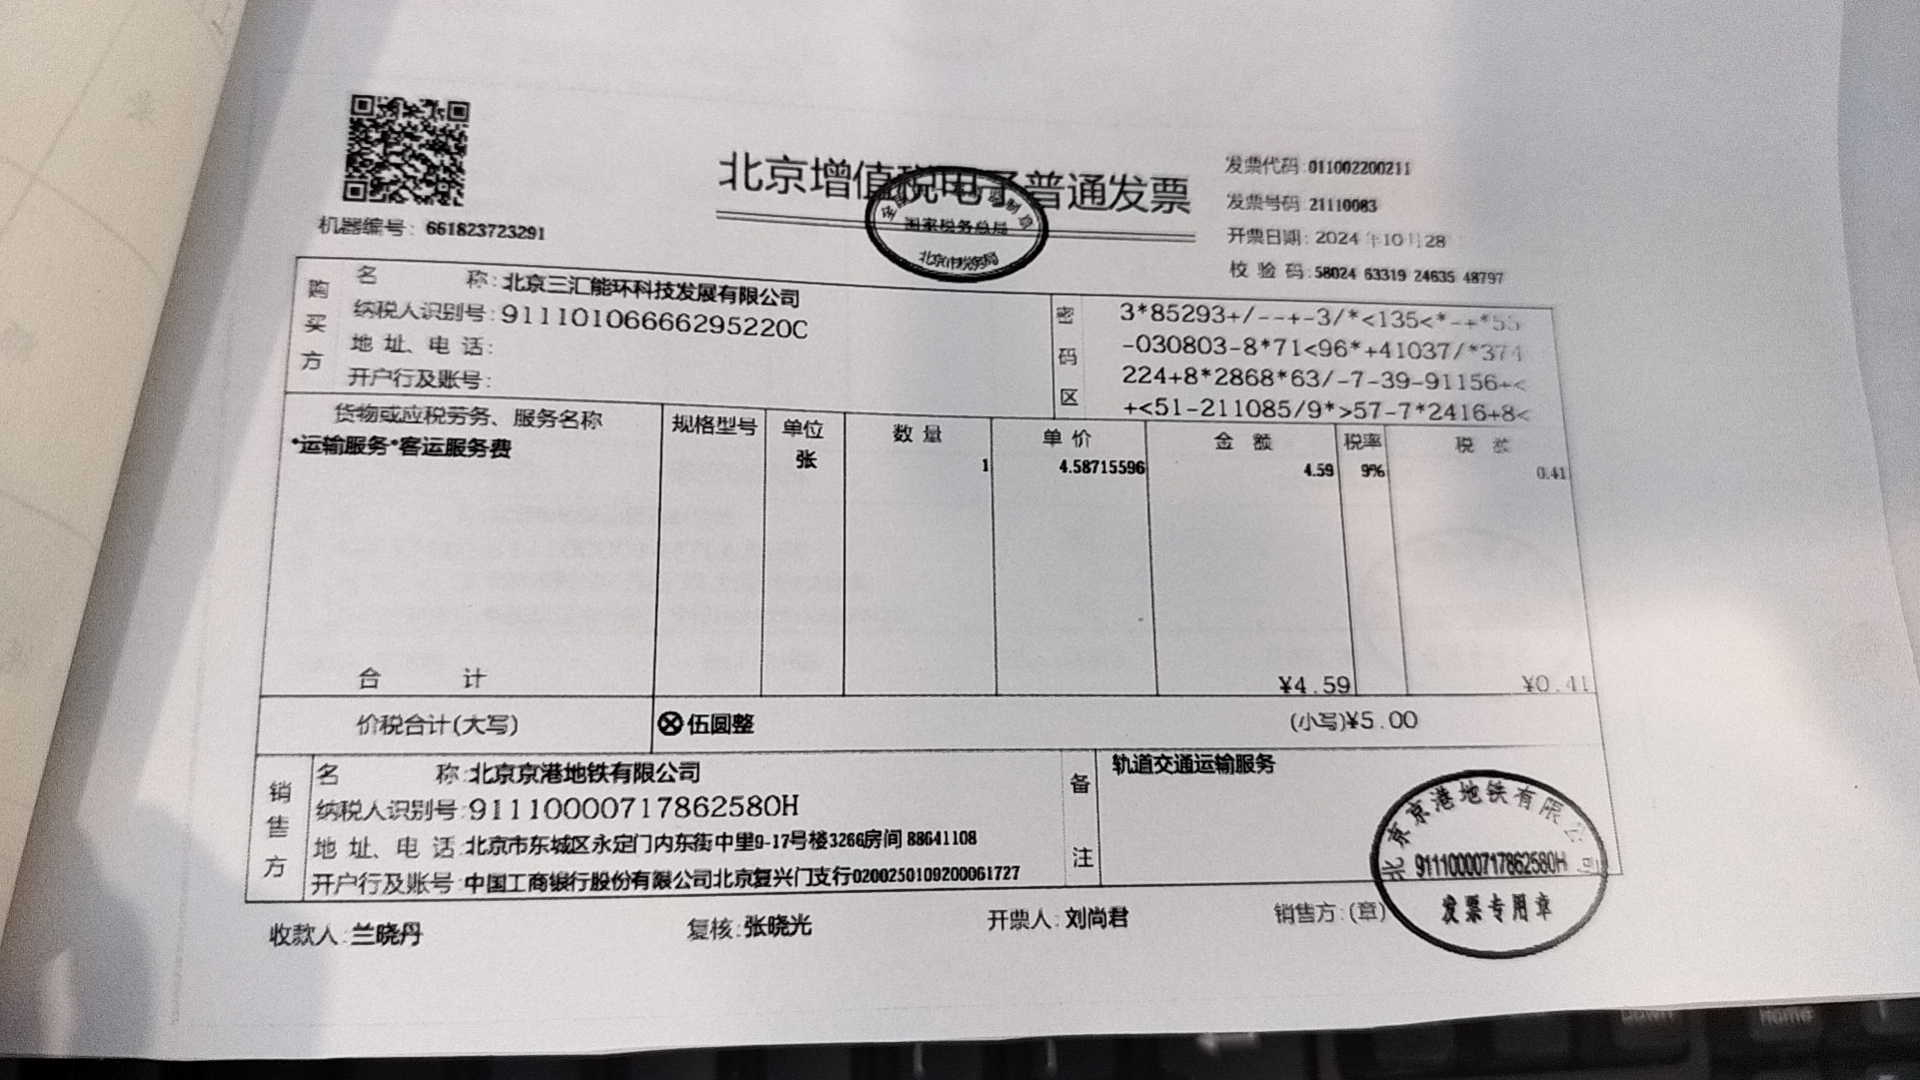 北京增值税电子普通发票
国家税务总局
北京市税务局
发票代码:011002200211
发票号码:21110083
开票日期:2024年10月28
校验码:58024 63319 24635 48797
机器编号:661823723291
购买方
名称:北京三汇能环科技发展有限公司
纳税人识别号:91110106666295220C
地址、电话:
开户行及账号:
密码区
3*85293+/--+-3/*<135<*-+*55
-030803-8*71<96*+41037/*374
224+8*2868*63/-7-39-91156+<
+<51-211085/9*>57-7*2416+8<
货物或应税劳务、服务名称 规格型号 单位 数量 单价 金额 税率 税额
*运输服务*客运服务费 张 1 4.58715596 4.59 9% 0.41
合计 ¥4.59 ¥0.41
价税合计(大写) ⊗伍圆整 (小写)¥5.00
销售方
名称:北京京港地铁有限公司
纳税人识别号:91110000717862580H
地址、电话:北京市东城区永定门内东街中里9-17号楼3266房间 88641108
开户行及账号:中国工商银行股份有限公司北京复兴门支行0200250109200061727
备注
轨道交通运输服务
北京京港地铁有限公司
91110000717862580H
发票专用章
收款人:兰晓丹 复核:张晓光 开票人:刘尚君 销售方:(章)
Home